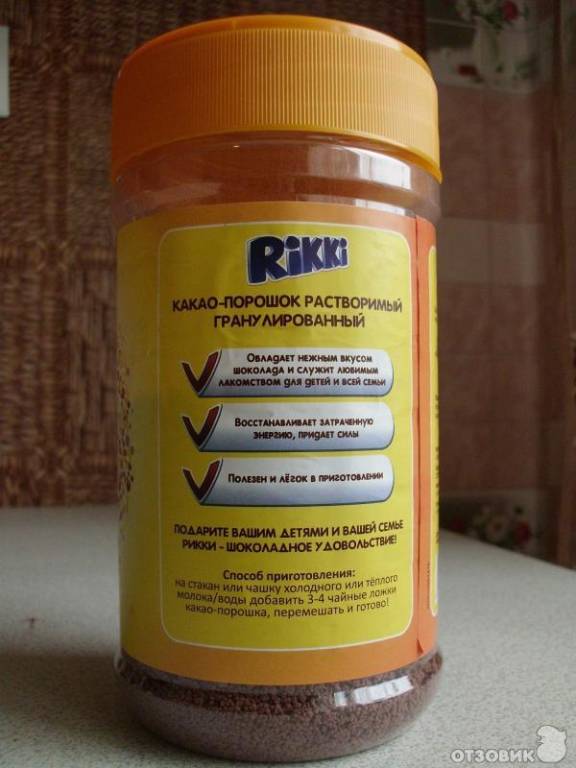 Rikki
КАКАО-ПОРОШОК РАСТВОРИМЫЙ
ГРАНУЛИРОВАННЫЙ
Обладает нежным вкусом
шоколада и служит любимым
лакомством для детей и всей семьи
Восстанавливает затраченную
энергию, придает силы
Полезен и лёгок в приготовлении
ПОДАРИТЕ ВАШИМ ДЕТЯМИ И ВАШЕЙ СЕМЬЕ
РИККИ - ШОКОЛАДНОЕ УДОВОЛЬСТВИЕ!
Способ приготовления:
на стакан или чашку холодного или тёплого
молока/воды добавить 3-4 чайные ложки
какао-порошка, перемешать и готово!
ОТЗОВИК